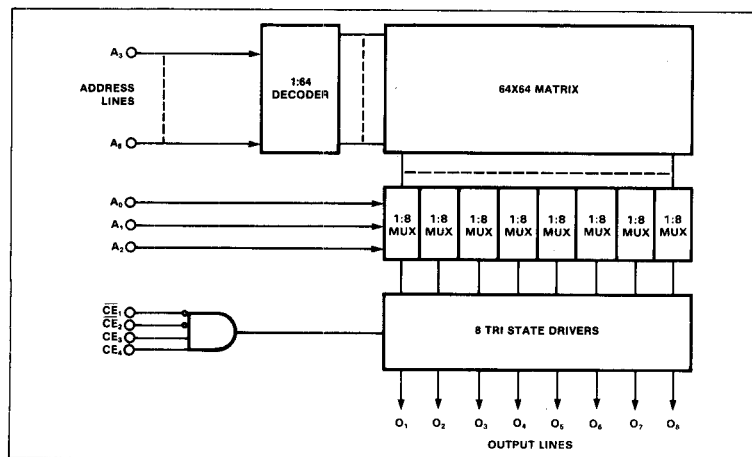 A₃
ADDRESS
LINES
A₈
1:64
DECODER
64X64 MATRIX
A₀
A₁
A₂
1:8 MUX
1:8 MUX
1:8 MUX
1:8 MUX
1:8 MUX
1:8 MUX
1:8 MUX
1:8 MUX
C̅E̅₁
C̅E̅₂
CE₃
CE₄
8 TRI STATE DRIVERS
O₁ O₂ O₃ O₄ O₅ O₆ O₇ O₈
OUTPUT LINES